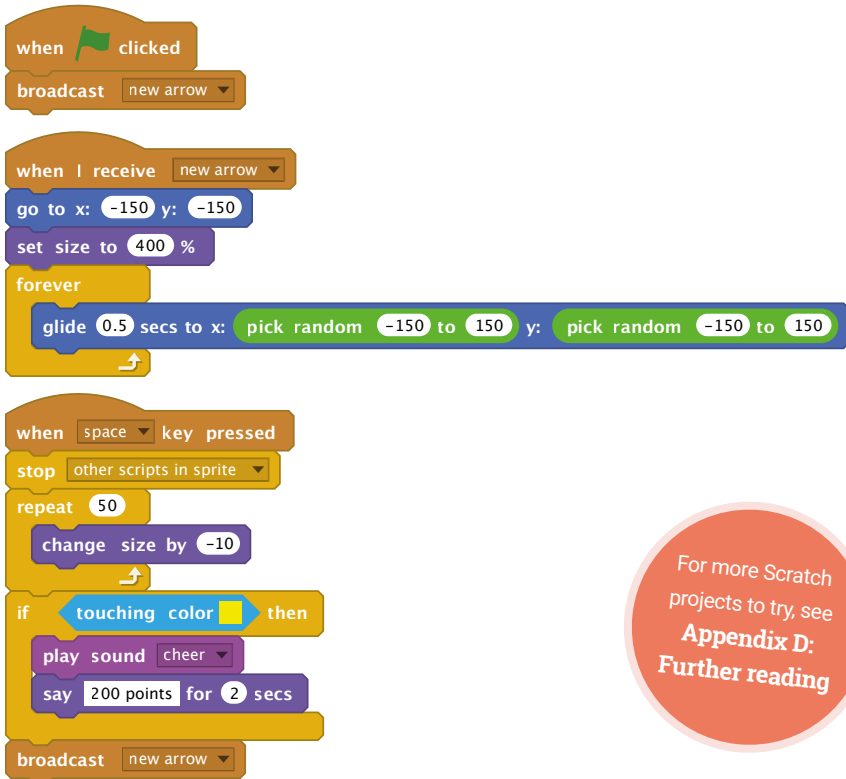 when clicked
broadcast new arrow
when I receive new arrow
go to x: -150 y: -150
set size to 400 %
forever
glide 0.5 secs to x: pick random -150 to 150 y: pick random -150 to 150
when space key pressed
stop other scripts in sprite
repeat 50
change size by -10
if touching color then
play sound cheer
say 200 points for 2 secs
broadcast new arrow
For more Scratch
projects to try, see
Appendix D:
Further reading